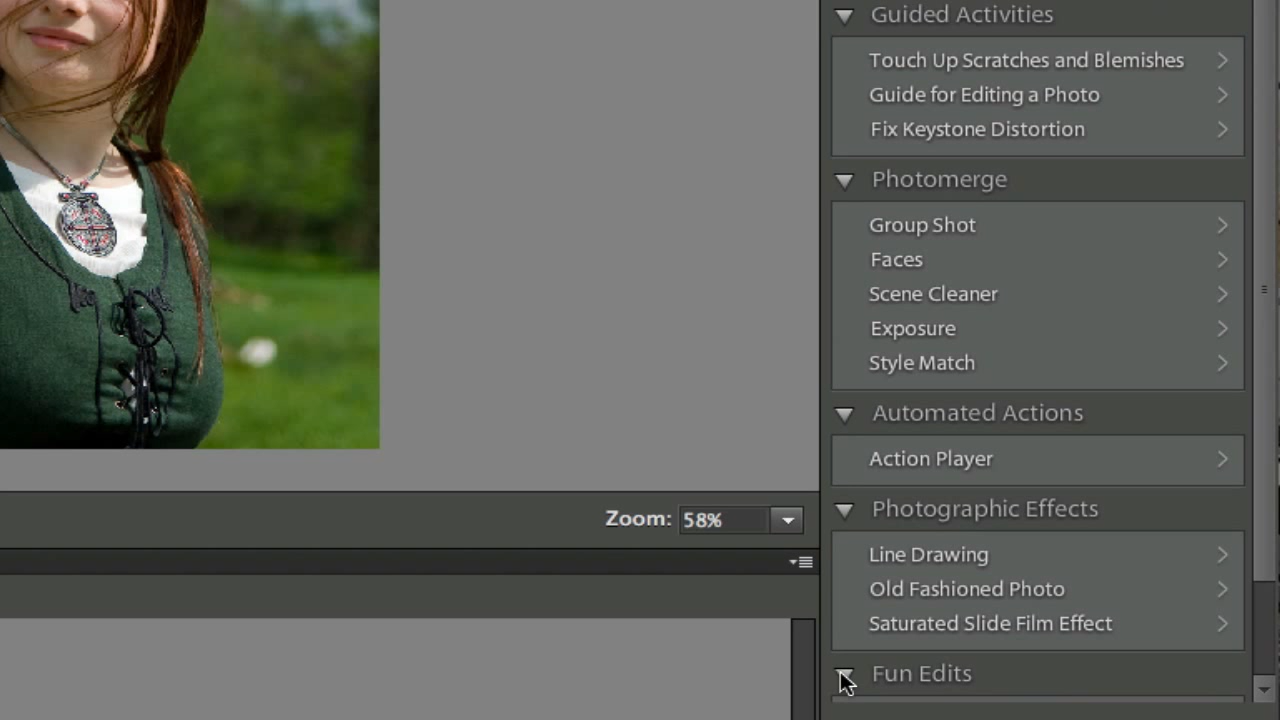 Guided Activities
Touch Up Scratches and Blemishes
Guide for Editing a Photo
Fix Keystone Distortion
Photomerge
Group Shot
Faces
Scene Cleaner
Exposure
Style Match
Automated Actions
Action Player
Zoom: 58%
Photographic Effects
Line Drawing
Old Fashioned Photo
Saturated Slide Film Effect
Fun Edits